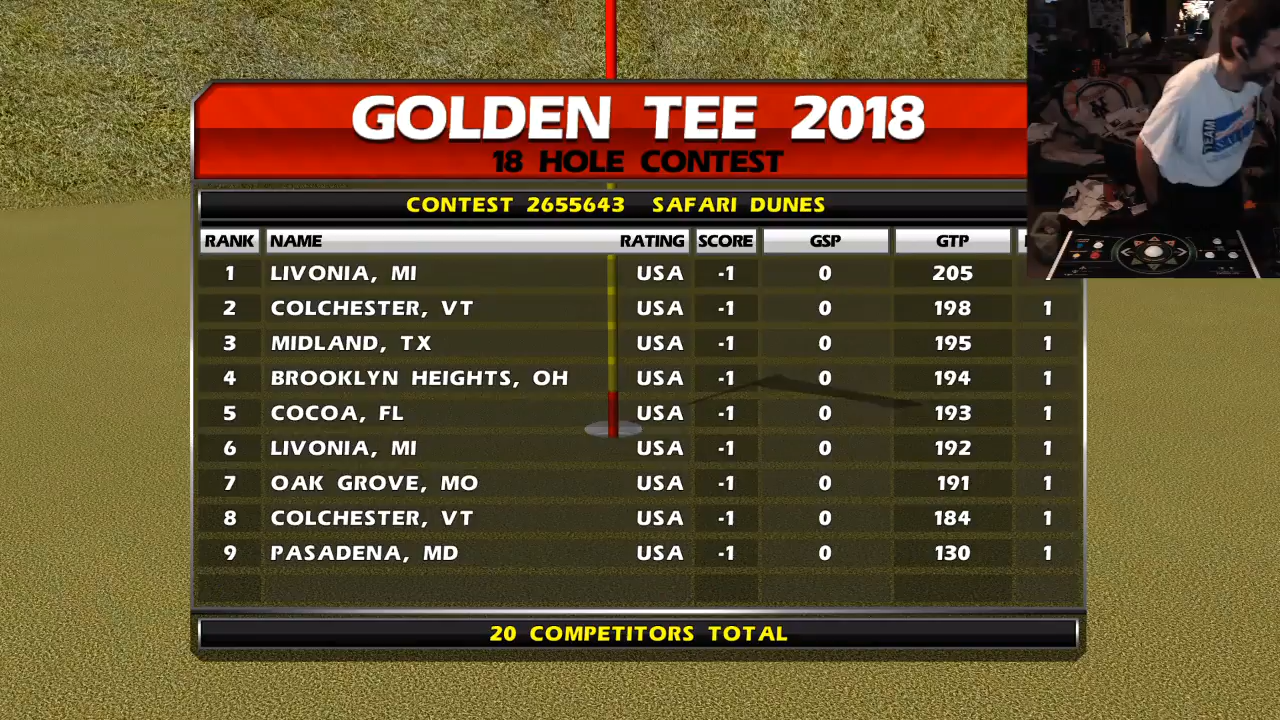 GOLDEN TEE 2018
18 HOLE CONTEST
CONTEST 2655643 SAFARI DUNES
RANK NAME RATING SCORE GSP GTP
1 LIVONIA, MI USA -1 0 205
2 COLCHESTER, VT USA -1 0 198 1
3 MIDLAND, TX USA -1 0 195 1
4 BROOKLYN HEIGHTS, OH USA -1 0 194 1
5 COCOA, FL USA -1 0 193 1
6 LIVONIA, MI USA -1 0 192 1
7 OAK GROVE, MO USA -1 0 191 1
8 COLCHESTER, VT USA -1 0 184 1
9 PASADENA, MD USA -1 0 130 1
20 COMPETITORS TOTAL
TEAM